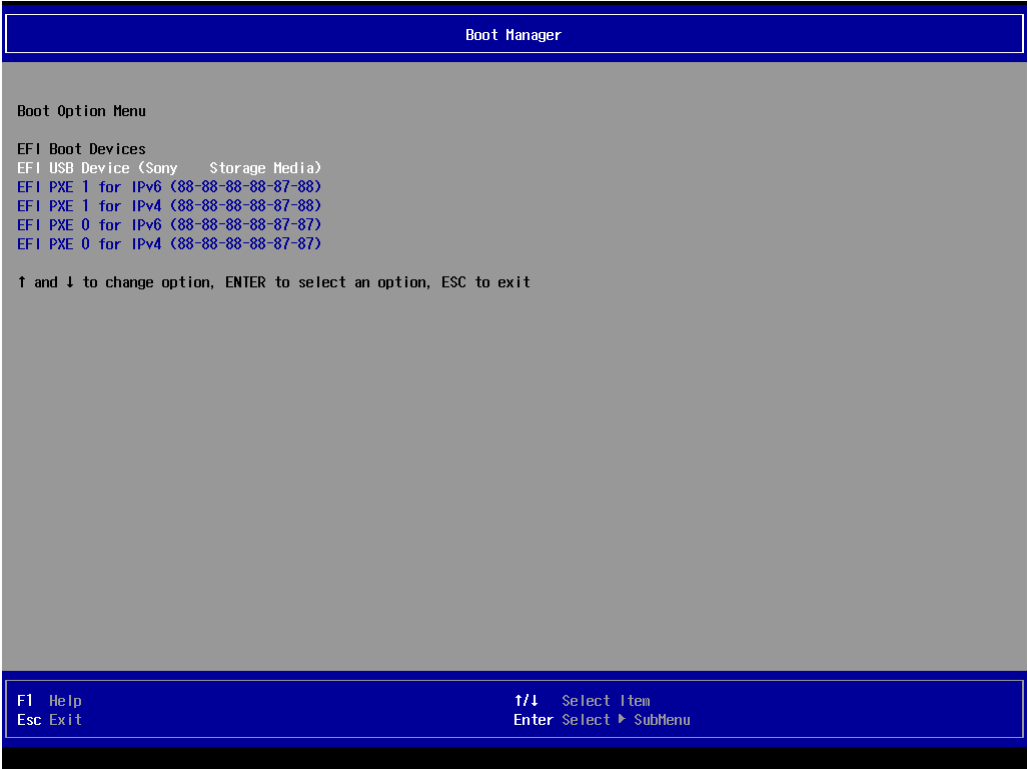 Boot Manager
Boot Option Menu
EFI Boot Devices
EFI USB Device (Sony    Storage Media)
EFI PXE 1 for IPv6 (88-88-88-88-87-88)
EFI PXE 1 for IPv4 (88-88-88-88-87-88)
EFI PXE 0 for IPv6 (88-88-88-88-87-87)
EFI PXE 0 for IPv4 (88-88-88-88-87-87)
↑ and ↓ to change option, ENTER to select an option, ESC to exit
F1 Help    ↑/↓ Select Item
Esc Exit    Enter Select ▶ SubMenu